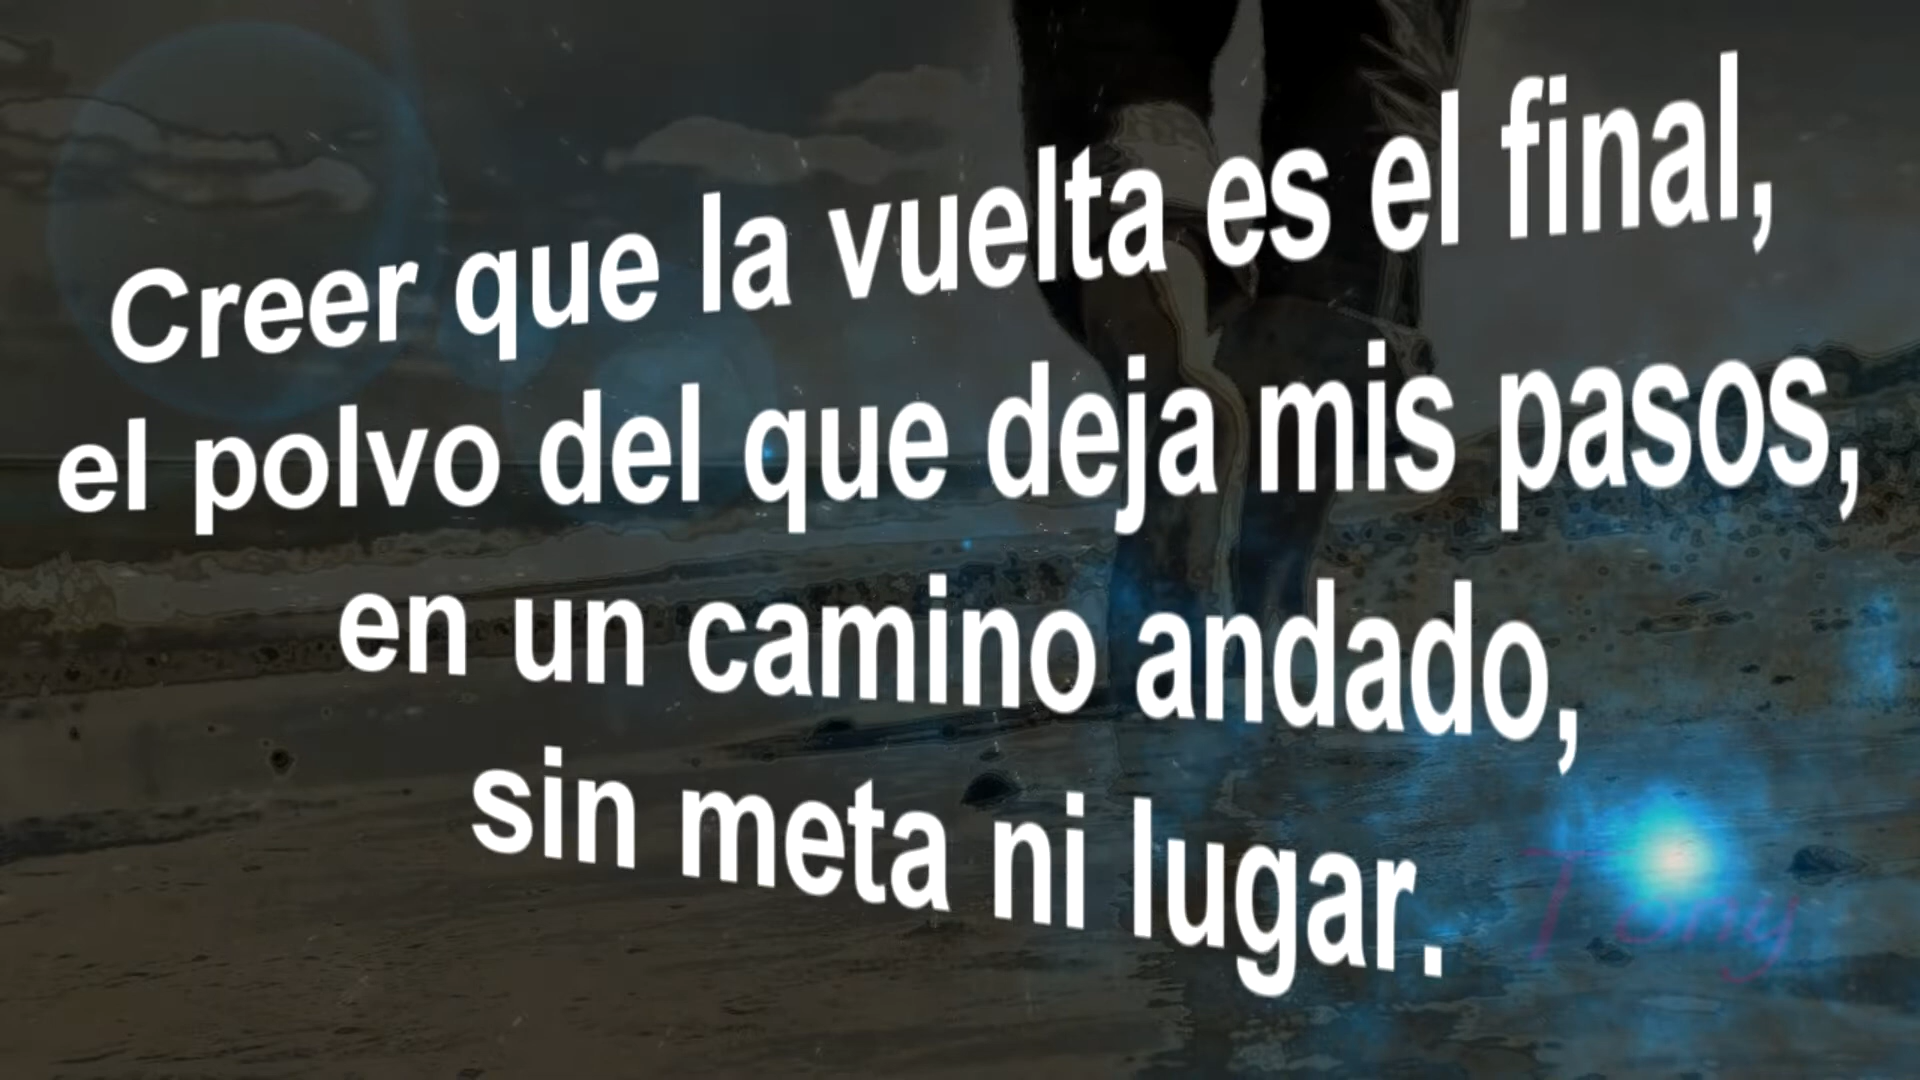 Creer que la vuelta es el final,
el polvo del que deja mis pasos,
en un camino andado,
sin meta ni lugar.
Tony